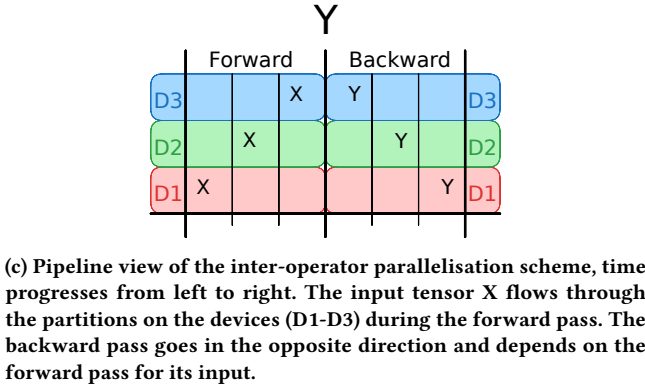 Y
Forward Backward
D3 X Y D3
D2 X Y D2
D1 X Y D1
(c) Pipeline view of the inter-operator parallelisation scheme, time
progresses from left to right. The input tensor X flows through
the partitions on the devices (D1-D3) during the forward pass. The
backward pass goes in the opposite direction and depends on the
forward pass for its input.